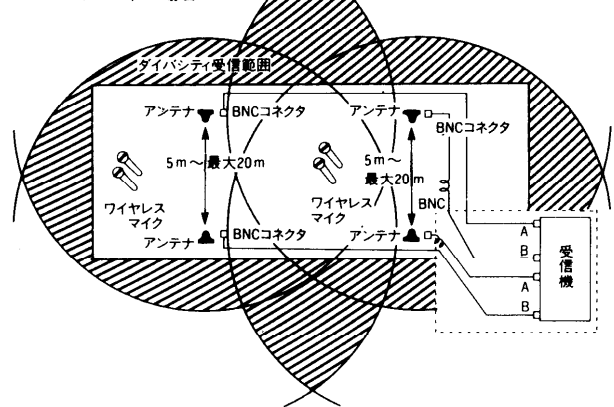 ダイバシティ受信範囲
アンテナ
BNCコネクタ
アンテナ
BNCコネクタ
5m〜最大20m
5m〜
最大20m
ワイヤレス
マイク
ワイヤレス
マイク
BNC
アンテナ
BNCコネクタ
アンテナ
A
B
A
B
受信機